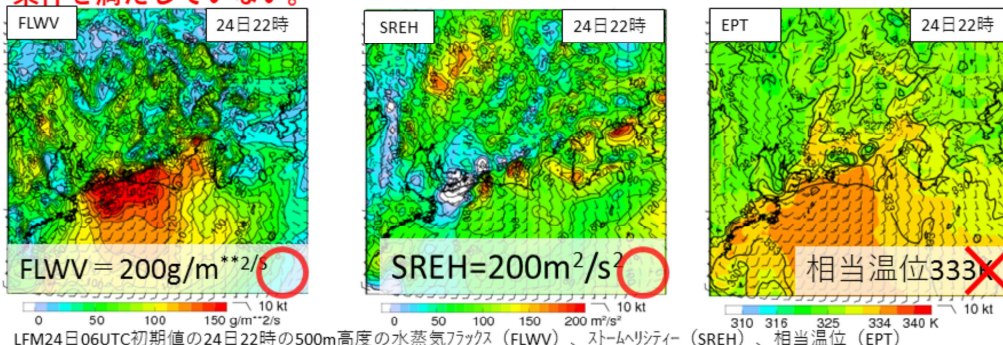 条件を満たしていない。
FLWV 24日22時
SREH 24日22時
EPT 24日22時
FLWV＝200g/m**2/s
SREH=200m²/s²
相当温位333K
10 kt
0 50 100 150 g/m**2/s
10 kt
0 50 100 150 200 m²/s²
10 kt
310 316 325 334 340 K
LFM24日06UTC初期値の24日22時の500m高度の水蒸気ﾌﾗｯｸｽ（FLWV）、ｽﾄｰﾑﾍﾘｼﾃｨｰ（SREH）、相当温位（EPT）